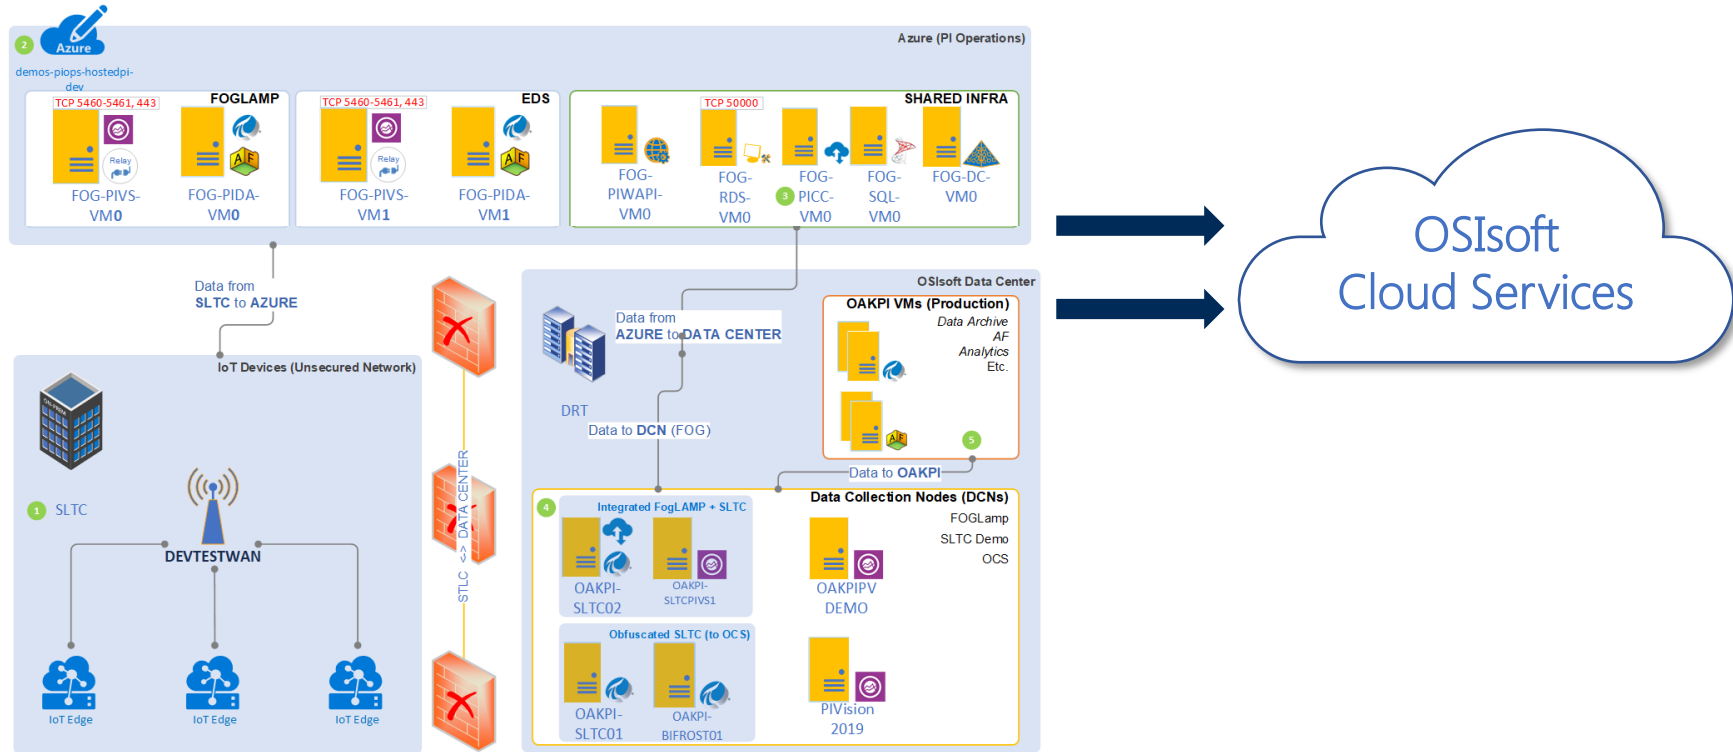 2
Azure
Azure (PI Operations)
demos-piops-hostedpi-
dev
TCP 5460-5461, 443
FOGLAMP
Relay
FOG-PIVS-
VM0
AF
FOG-PIDA-
VM0
TCP 5460-5461, 443
EDS
Relay
FOG-PIVS-
VM1
AF
FOG-PIDA-
VM1
SHARED INFRA
TCP 50000
FOG-
PIWAPI-
VM0
FOG-
RDS-
VM0
3
FOG-
PICC-
VM0
FOG-
SQL-
VM0
FOG-DC-
VM0
OSIsoft
Cloud Services
Data from
SLTC to AZURE
IoT Devices (Unsecured Network)
ON-PREM
1
SLTC
DEVTESTWAN
IoT Edge
IoT Edge
IoT Edge
STLC <-> DATA CENTER
OSIsoft Data Center
Data from
AZURE to DATA CENTER
DRT
Data to DCN (FOG)
OAKPI VMs (Production)
Data Archive
AF
Analytics
Etc.
AF
5
Data to OAKPI
4
Data Collection Nodes (DCNs)
FOGLamp
SLTC Demo
OCS
Integrated FogLAMP + SLTC
OAKPI-
SLTC02
OAKPI-
SLTCPIVS1
OAKPIPV
DEMO
Obfuscated SLTC (to OCS)
OAKPI-
SLTC01
OAKPI-
BIFROST01
PIVision
2019